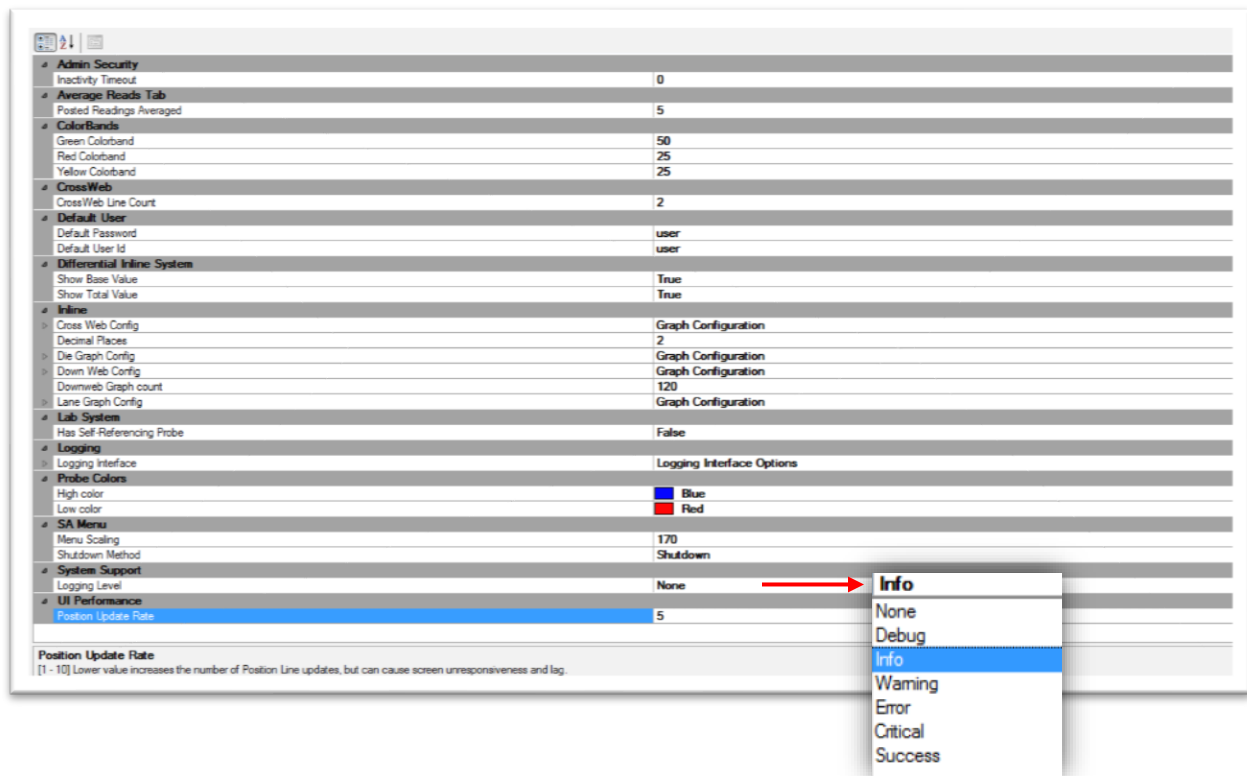 Admin Security
Inactivity Timeout 0
Average Reads Tab
Posted Readings Averaged 5
ColorBands
Green Colorband 50
Red Colorband 25
Yellow Colorband 25
CrossWeb
CrossWeb Line Count 2
Default User
Default Password user
Default User Id user
Differential Inline System
Show Base Value True
Show Total Value True
Inline
Cross Web Config Graph Configuration
Decimal Places 2
Die Graph Config Graph Configuration
Down Web Config Graph Configuration
Downweb Graph count 120
Lane Graph Config Graph Configuration
Lab System
Has Self-Referencing Probe False
Logging
Logging Interface Logging Interface Options
Probe Colors
High color Blue
Low color Red
SA Menu
Menu Scaling 170
Shutdown Method Shutdown
System Support
Logging Level None
UI Performance
Position Update Rate 5
Position Update Rate
[1 - 10] Lower value increases the number of Position Line updates, but can cause screen unresponsiveness and lag.
Info
None
Debug
Info
Warning
Error
Critical
Success